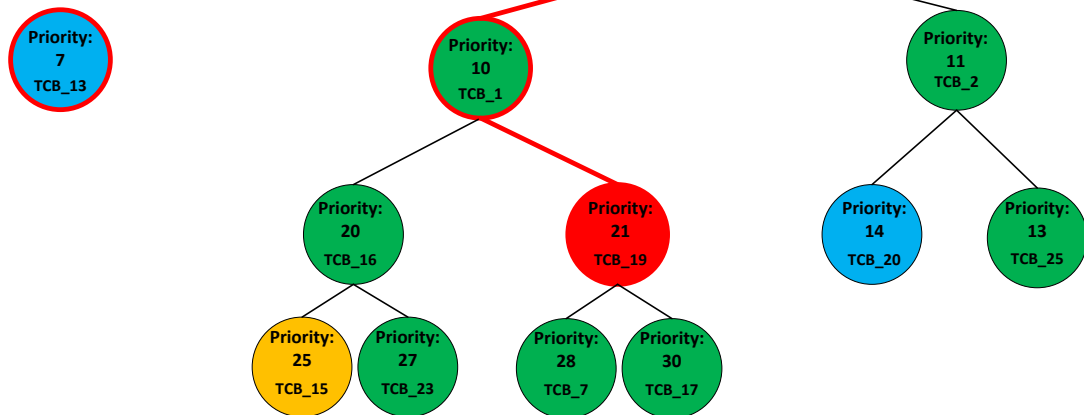 Priority:
7
TCB_13
Priority:
10
TCB_1
Priority:
11
TCB_2
Priority:
20
TCB_16
Priority:
21
TCB_19
Priority:
14
TCB_20
Priority:
13
TCB_25
Priority:
25
TCB_15
Priority:
27
TCB_23
Priority:
28
TCB_7
Priority:
30
TCB_17